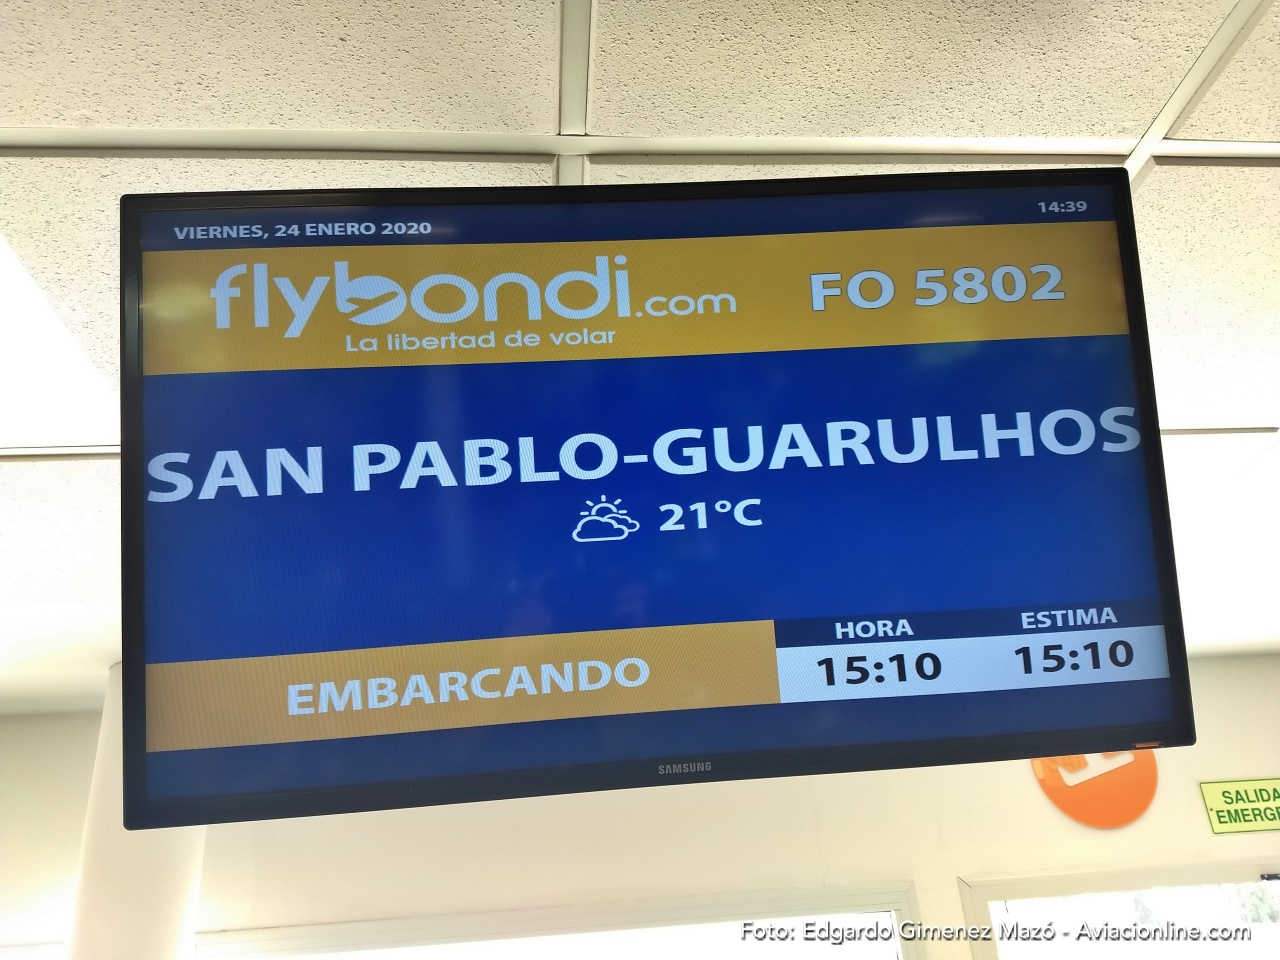 VIERNES, 24 ENERO 2020
14:39
flybondi.com
La libertad de volar
FO 5802
SAN PABLO-GUARULHOS
21°C
EMBARCANDO
HORA
ESTIMA
15:10
15:10
SAMSUNG
SALIDA
Foto: Edgardo Gimenez Mazó - Aviacionline.com